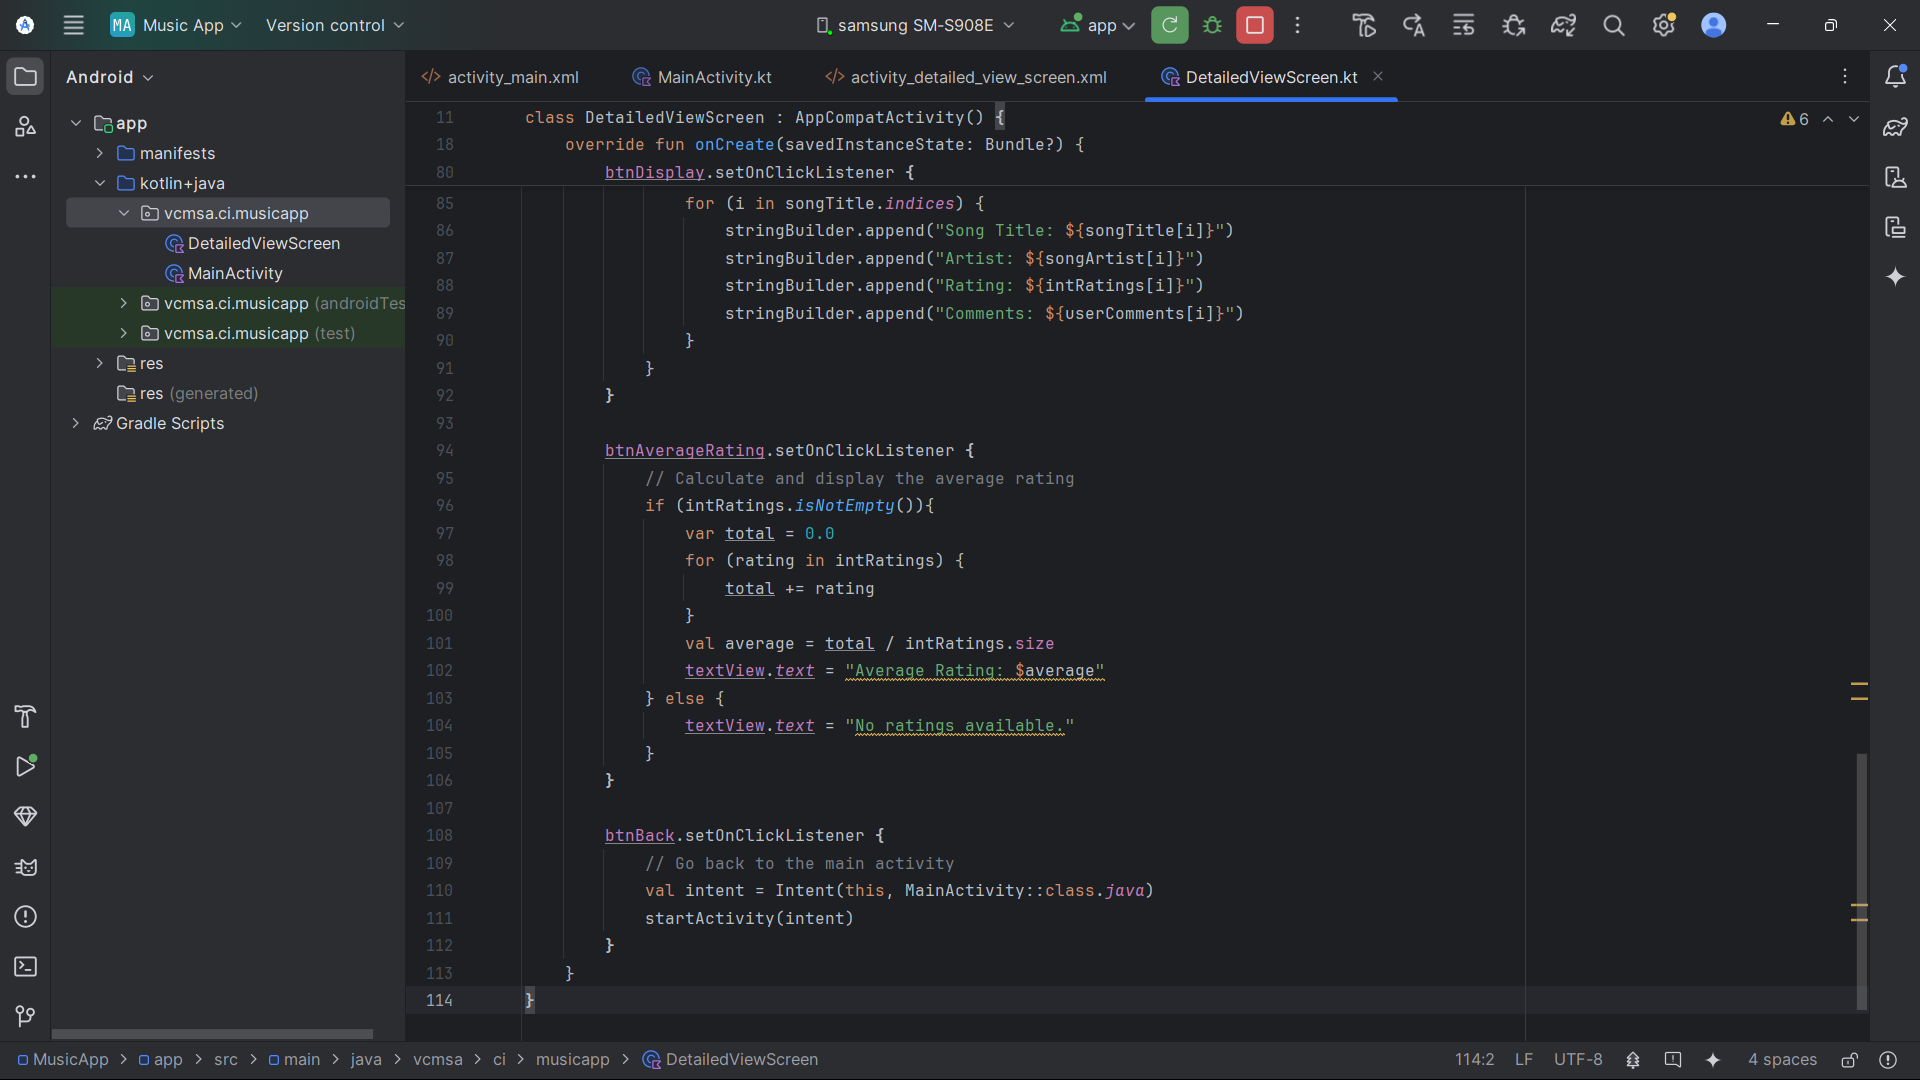 MA Music App Version control samsung SM-S908E app
Android
activity_main.xml MainActivity.kt activity_detailed_view_screen.xml DetailedViewScreen.kt
app
manifests
kotlin+java
vcmsa.ci.musicapp
DetailedViewScreen
MainActivity
vcmsa.ci.musicapp (androidTes
vcmsa.ci.musicapp (test)
res
res (generated)
Gradle Scripts
6
11 class DetailedViewScreen : AppCompatActivity() {
18 override fun onCreate(savedInstanceState: Bundle?) {
80 btnDisplay.setOnClickListener {
85 for (i in songTitle.indices) {
86 stringBuilder.append("Song Title: ${songTitle[i]}")
87 stringBuilder.append("Artist: ${songArtist[i]}")
88 stringBuilder.append("Rating: ${intRatings[i]}")
89 stringBuilder.append("Comments: ${userComments[i]}")
90 }
91 }
92 }
93
94 btnAverageRating.setOnClickListener {
95 // Calculate and display the average rating
96 if (intRatings.isNotEmpty()){
97 var total = 0.0
98 for (rating in intRatings) {
99 total += rating
100 }
101 val average = total / intRatings.size
102 textView.text = "Average Rating: $average"
103 } else {
104 textView.text = "No ratings available."
105 }
106 }
107
108 btnBack.setOnClickListener {
109 // Go back to the main activity
110 val intent = Intent(this, MainActivity::class.java)
111 startActivity(intent)
112 }
113 }
114 }
MusicApp > app > src > main > java > vcmsa > ci > musicapp > DetailedViewScreen 114:2 LF UTF-8 4 spaces